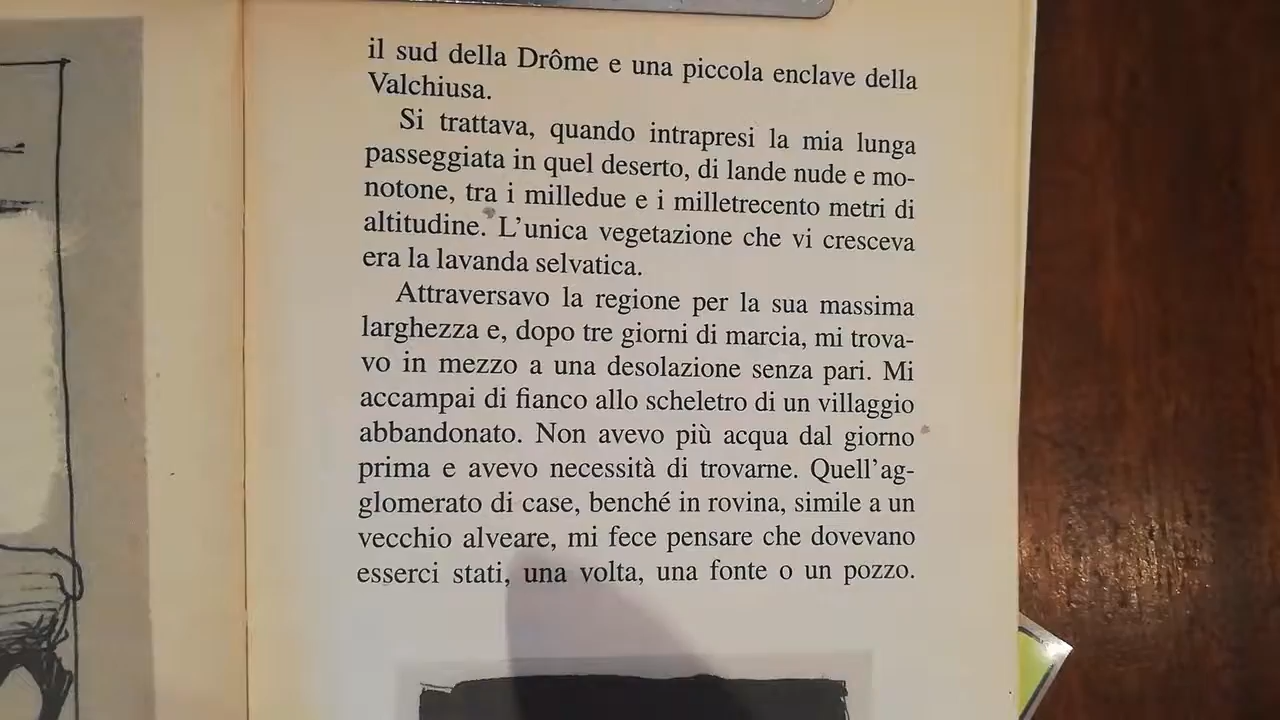 il sud della Drôme e una piccola enclave della
Valchiusa.
Si trattava, quando intrapresi la mia lunga
passeggiata in quel deserto, di lande nude e mo-
notone, tra i milledue e i milletrecento metri di
altitudine. L'unica vegetazione che vi cresceva
era la lavanda selvatica.
Attraversavo la regione per la sua massima
larghezza e, dopo tre giorni di marcia, mi trova-
vo in mezzo a una desolazione senza pari. Mi
accampai di fianco allo scheletro di un villaggio
abbandonato. Non avevo più acqua dal giorno
prima e avevo necessità di trovarne. Quell'ag-
glomerato di case, benché in rovina, simile a un
vecchio alveare, mi fece pensare che dovevano
esserci stati, una volta, una fonte o un pozzo.